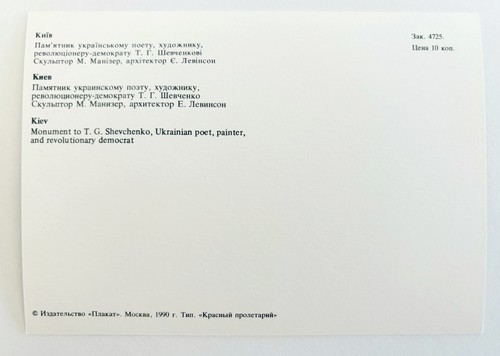 Київ
Пам'ятник українському поету, художнику,
революціонеру-демократу Т. Г. Шевченкові
Скульптор М. Манізер, архітектор Є. Левінсон
Киев
Памятник украинскому поэту, художнику,
революционеру-демократу Т. Г. Шевченко
Скульптор М. Манизер, архитектор Е. Левинсон
Kiev
Monument to T. G. Shevchenko, Ukrainian poet, painter,
and revolutionary democrat
Зак. 4725.
Цена 10 коп.
© Издательство «Плакат». Москва, 1990 г. Тип. «Красный пролетарий»